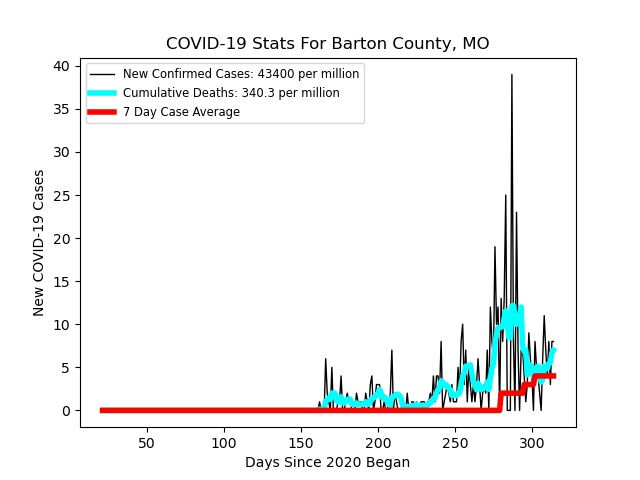 COVID-19 Stats For Barton County, MO
New Confirmed Cases: 43400 per million
Cumulative Deaths: 340.3 per million
7 Day Case Average
40
35
30
25
20
15
10
5
0
New COVID-19 Cases
50 100 150 200 250 300
Days Since 2020 Began